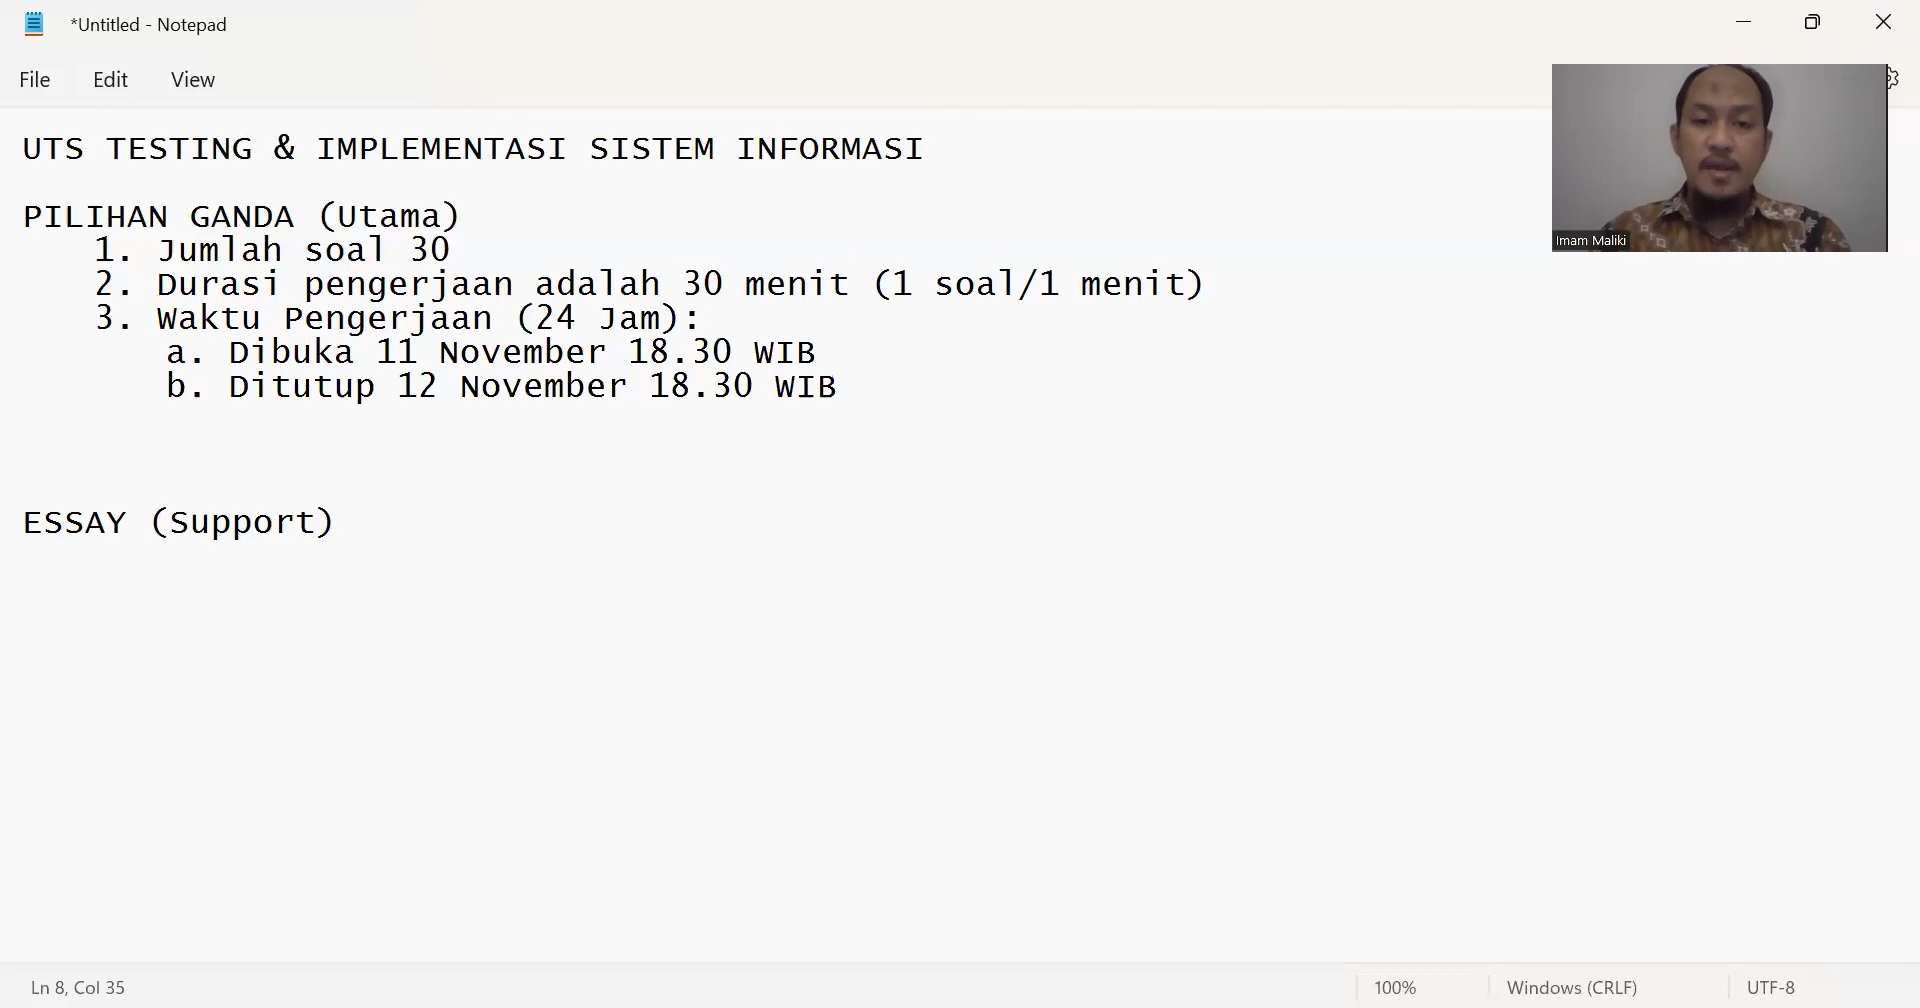 *Untitled - Notepad
File Edit View
UTS TESTING & IMPLEMENTASI SISTEM INFORMASI
PILIHAN GANDA (Utama)
1. Jumlah soal 30
2. Durasi pengerjaan adalah 30 menit (1 soal/1 menit)
3. Waktu Pengerjaan (24 Jam):
a. Dibuka 11 November 18.30 WIB
b. Ditutup 12 November 18.30 WIB
ESSAY (Support)
Imam Maliki
Ln 8, Col 35 100% Windows (CRLF) UTF-8